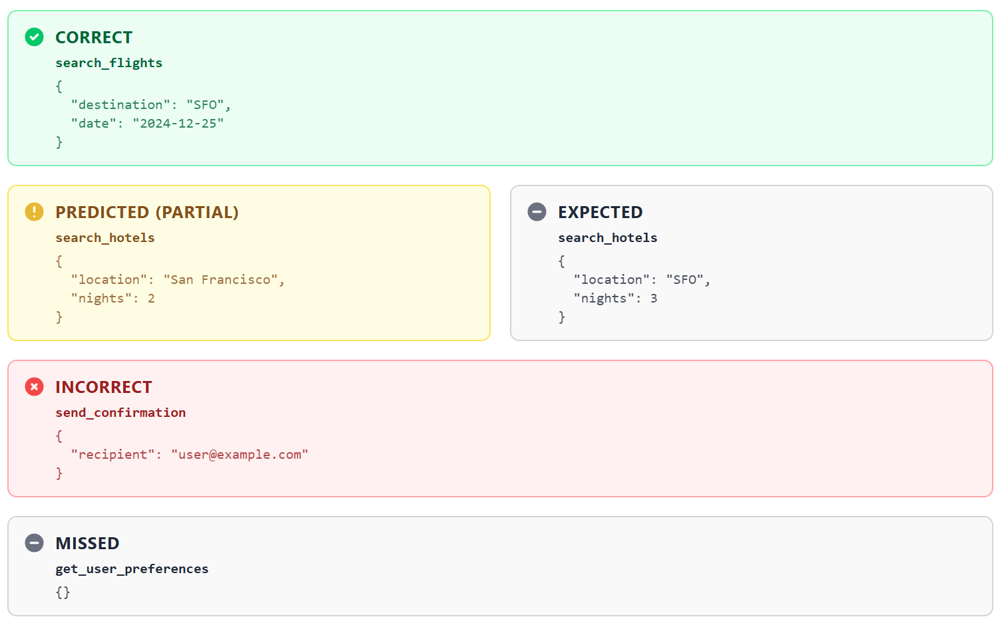 CORRECT
search_flights
{
  "destination": "SFO",
  "date": "2024-12-25"
}
PREDICTED (PARTIAL)
search_hotels
{
  "location": "San Francisco",
  "nights": 2
}
EXPECTED
search_hotels
{
  "location": "SFO",
  "nights": 3
}
INCORRECT
send_confirmation
{
  "recipient": "user@example.com"
}
MISSED
get_user_preferences
{}